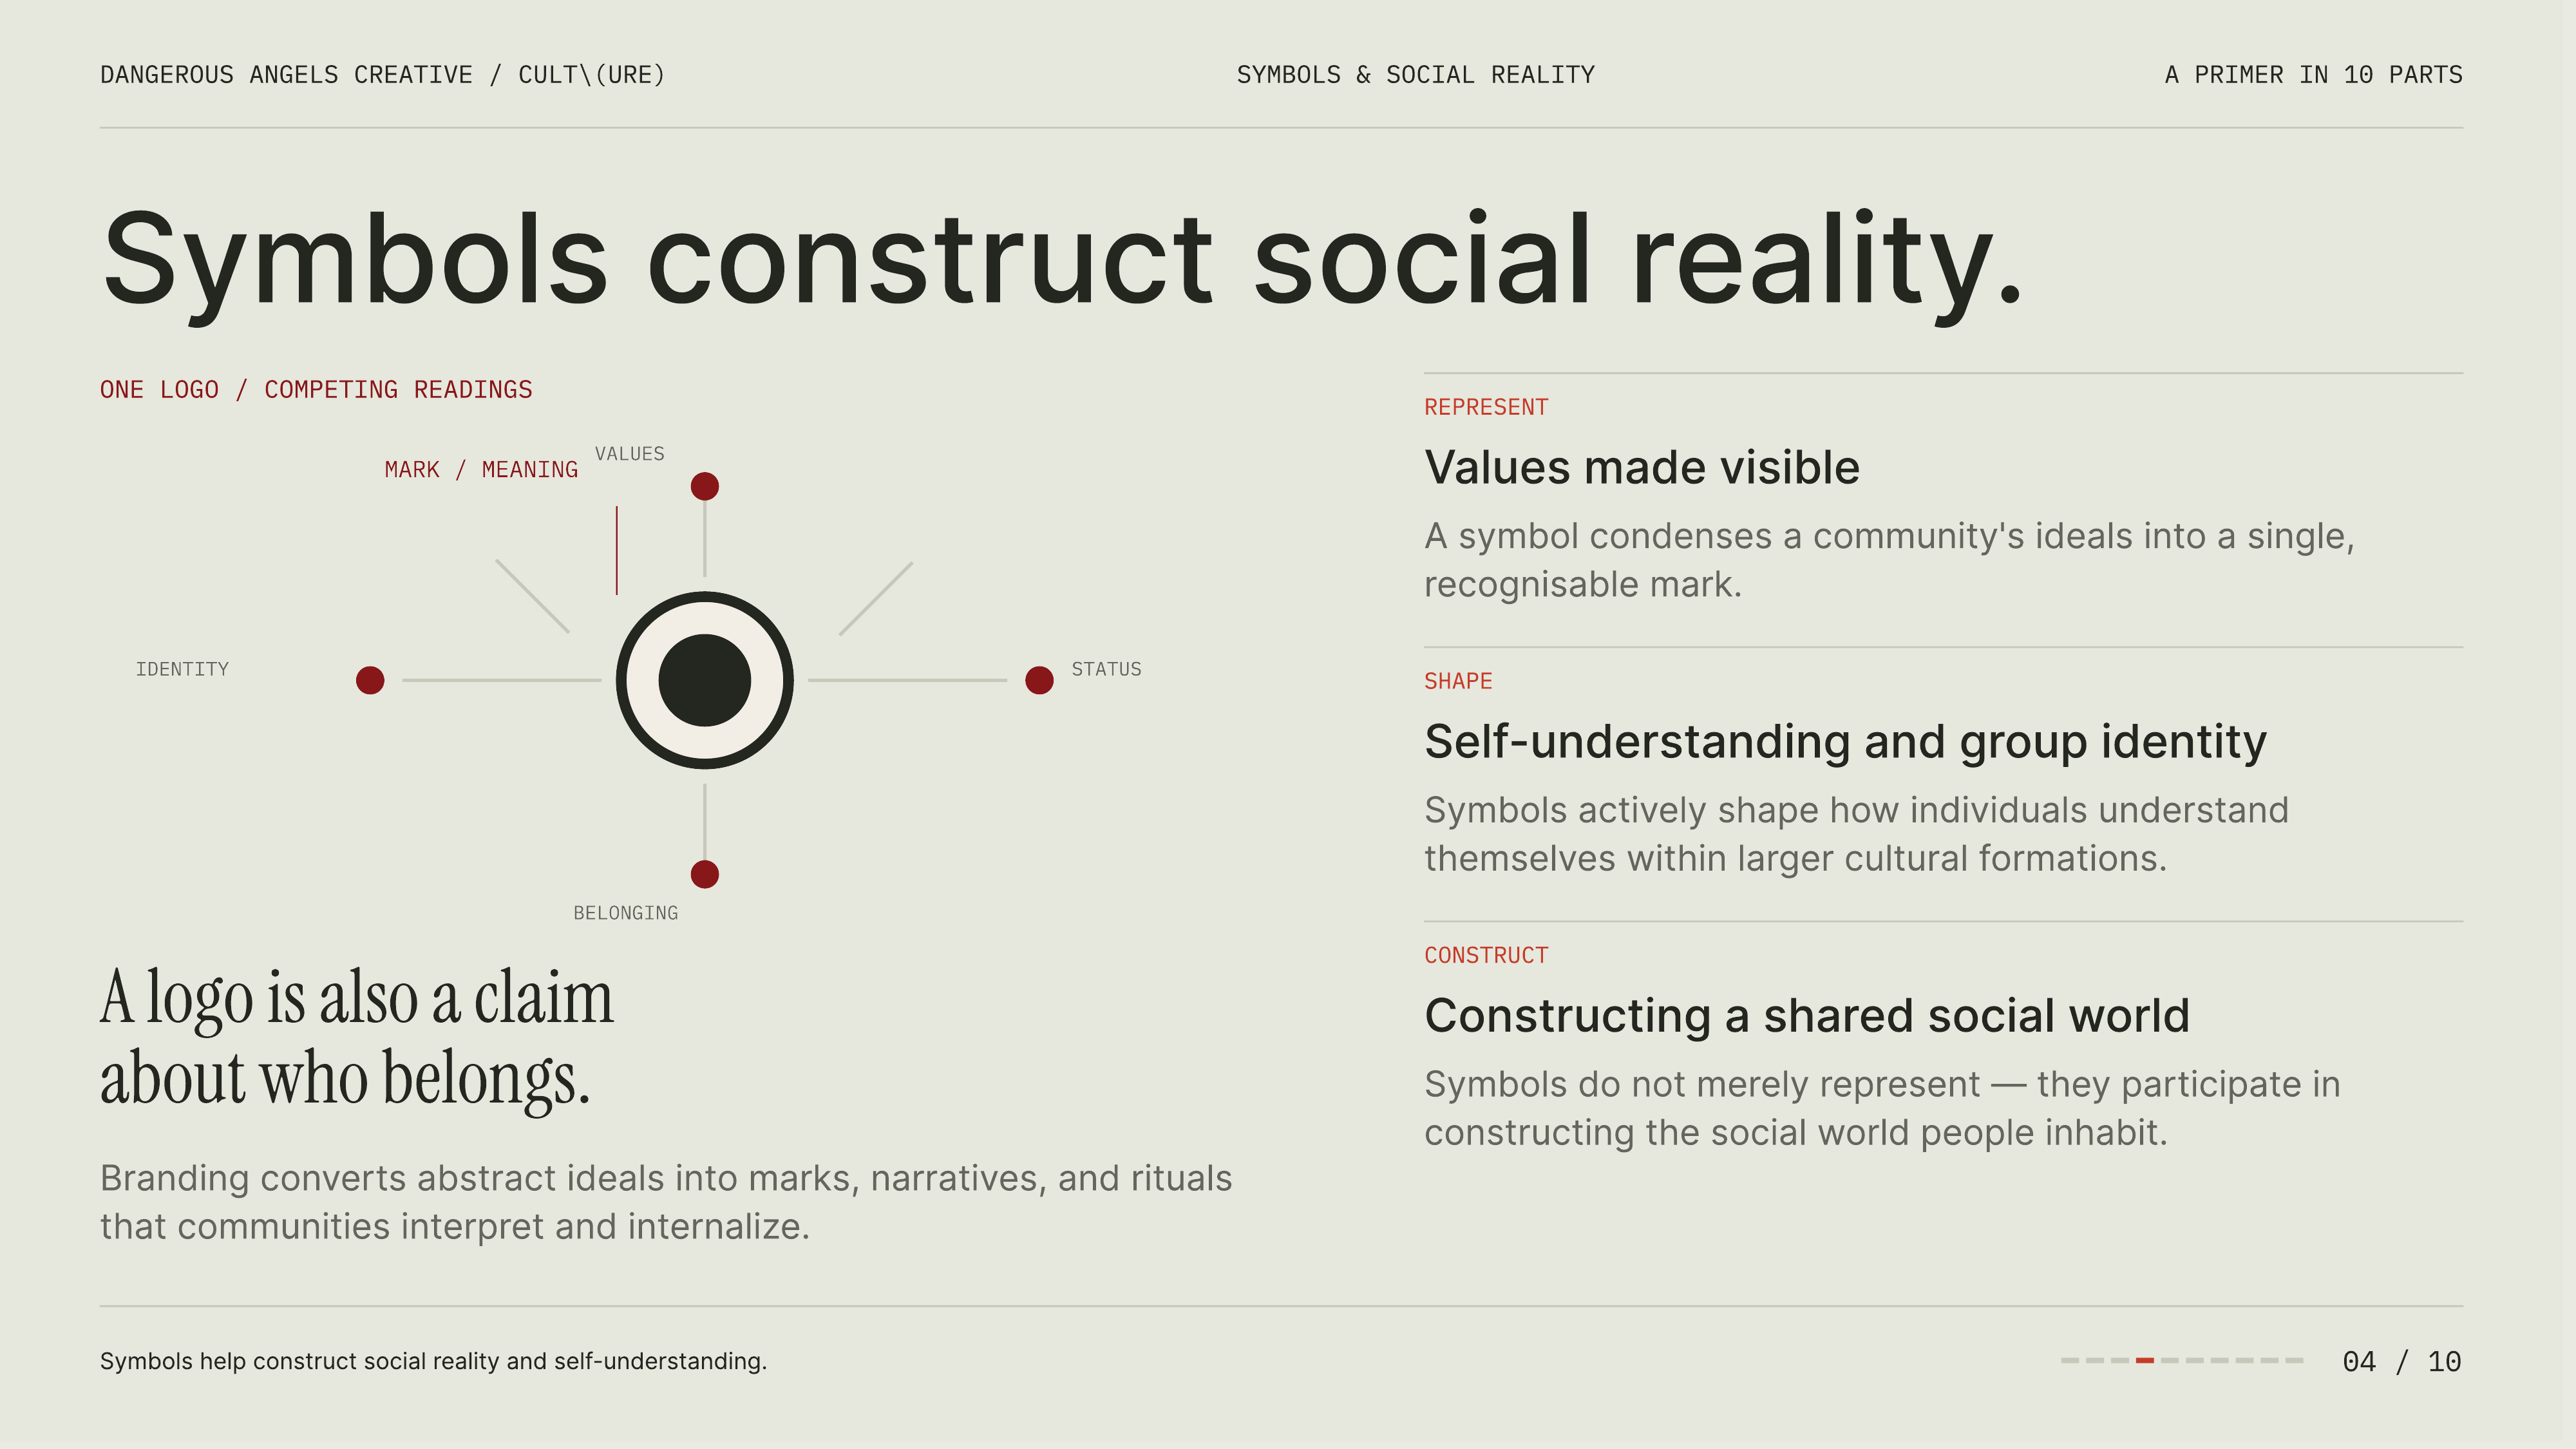 DANGEROUS ANGELS CREATIVE / CULT\(URE)
SYMBOLS & SOCIAL REALITY
A PRIMER IN 10 PARTS
Symbols construct social reality.
ONE LOGO / COMPETING READINGS
MARK / MEANING
VALUES
IDENTITY
STATUS
BELONGING
A logo is also a claim
about who belongs.
Branding converts abstract ideals into marks, narratives, and rituals
that communities interpret and internalize.
REPRESENT
Values made visible
A symbol condenses a community's ideals into a single,
recognisable mark.
SHAPE
Self-understanding and group identity
Symbols actively shape how individuals understand
themselves within larger cultural formations.
CONSTRUCT
Constructing a shared social world
Symbols do not merely represent — they participate in
constructing the social world people inhabit.
Symbols help construct social reality and self-understanding.
04 / 10